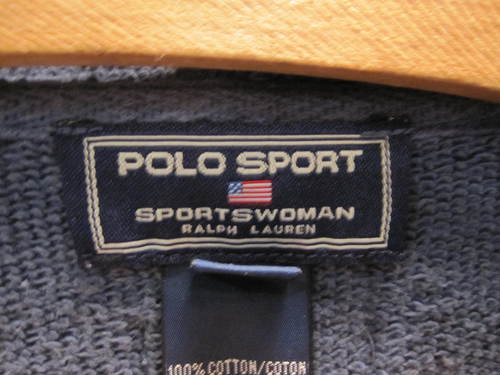 POLO SPORT
SPORTSWOMAN
RALPH LAUREN
100% COTTON/COTON